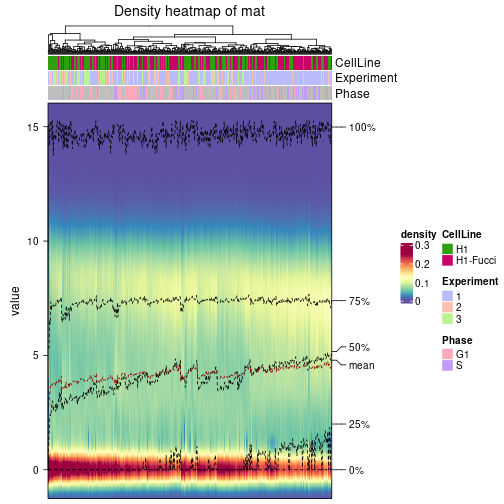 Density heatmap of mat
CellLine
Experiment
Phase
value
15
10
5
0
100%
75%
50%
mean
25%
0%
density
0.3
0.2
0.1
0
CellLine
H1
H1-Fucci
Experiment
1
2
3
Phase
G1
S